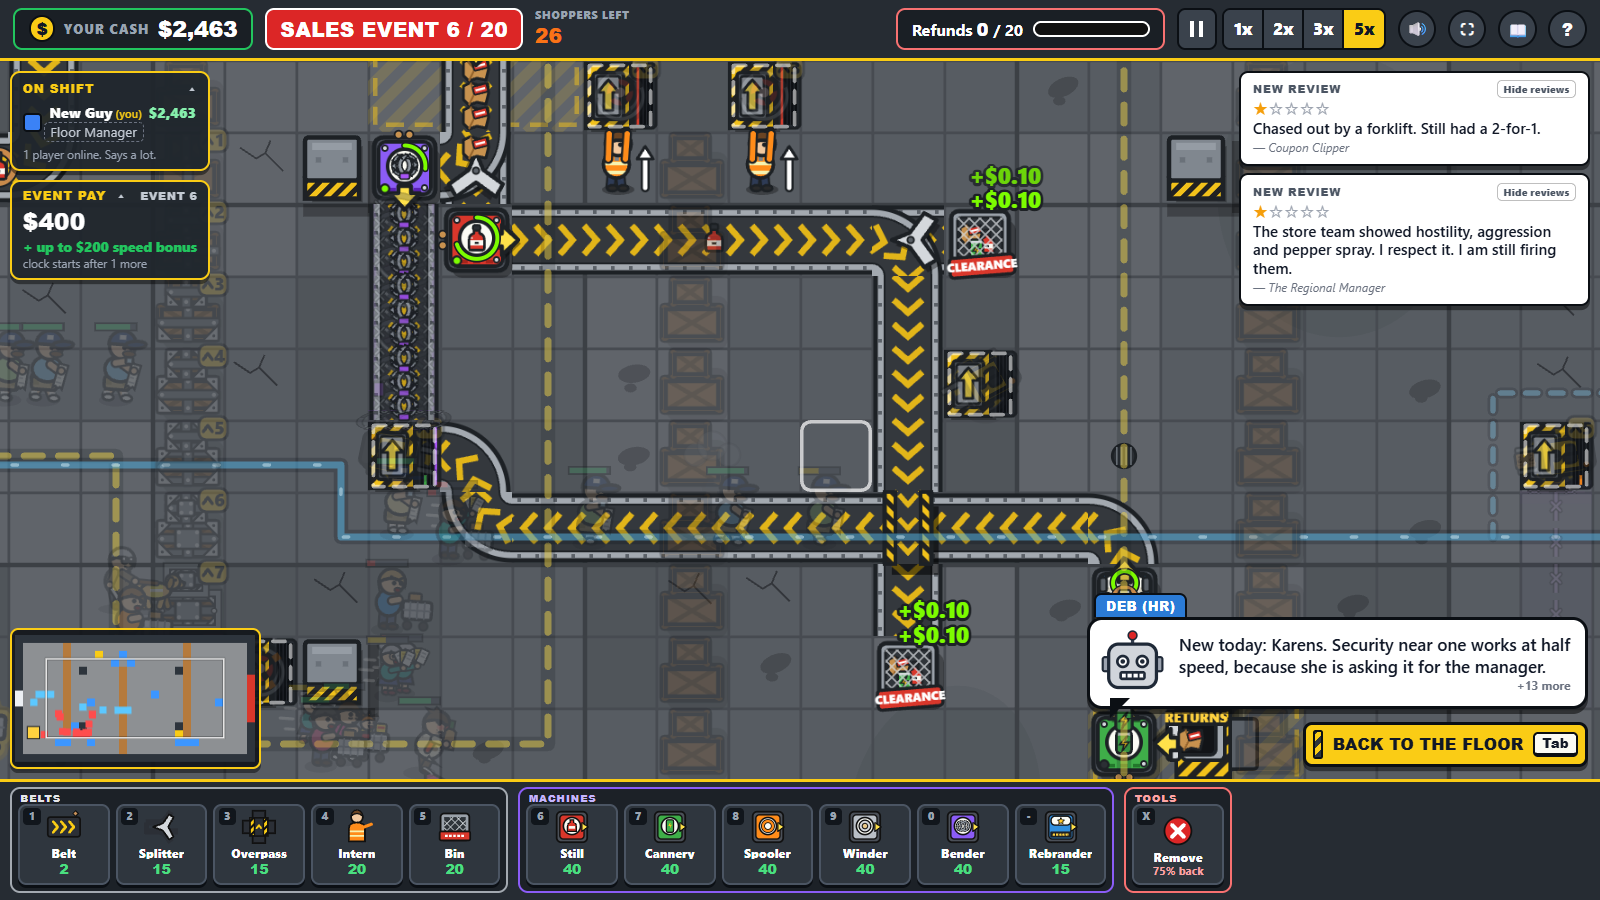 YOUR CASH $2,463
SALES EVENT 6 / 20
SHOPPERS LEFT
26
Refunds 0 / 20
1x 2x 3x 5x
?
ON SHIFT
New Guy (you) $2,463
Floor Manager
1 player online. Says a lot.
EVENT PAY EVENT 6
$400
+ up to $200 speed bonus
clock starts after 1 more
NEW REVIEW Hide reviews
Chased out by a forklift. Still had a 2-for-1.
— Coupon Clipper
NEW REVIEW Hide reviews
The store team showed hostility, aggression
and pepper spray. I respect it. I am still firing
them.
— The Regional Manager
+$0.10
+$0.10
CLEARANCE
^2
^3
^4
^5
^6
^7
+$0.10
+$0.10
CLEARANCE
DEB (HR)
New today: Karens. Security near one works at half
speed, because she is asking it for the manager.
+13 more
RETURNS
BACK TO THE FLOOR Tab
BELTS
1 Belt 2
2 Splitter 15
3 Overpass 15
4 Intern 20
5 Bin 20
MACHINES
6 Still 40
7 Cannery 40
8 Spooler 40
9 Winder 40
0 Bender 40
- Rebrander 15
TOOLS
X Remove 75% back